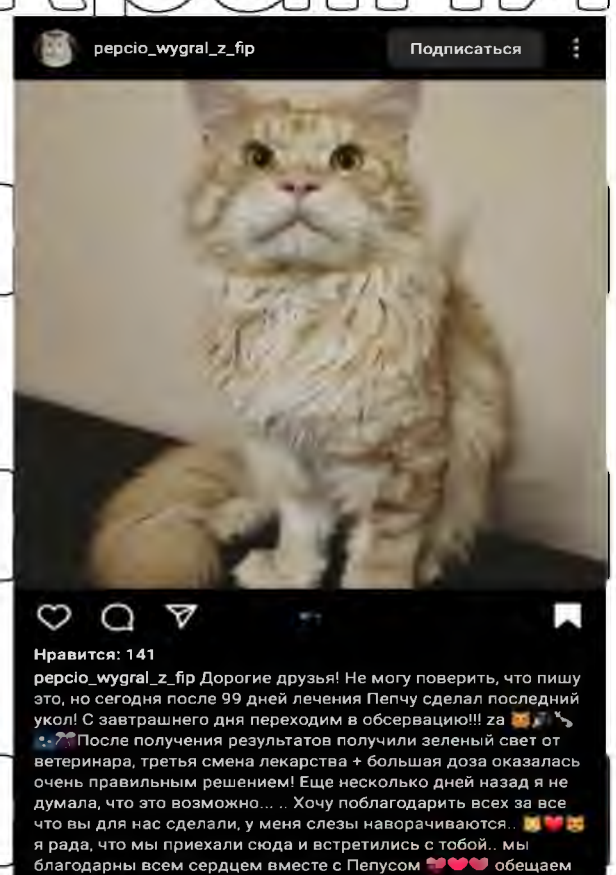 pepcio_wygral_z_fip
Подписаться
Нравится: 141
pepcio_wygral_z_fip Дорогие друзья! Не могу поверить, что пишу
это, но сегодня после 99 дней лечения Пепчу сделал последний
укол! С завтрашнего дня переходим в обсервацию!!! za
После получения результатов получили зеленый свет от
ветеринара, третья смена лекарства + большая доза оказалась
очень правильным решением! Еще несколько дней назад я не
думала, что это возможно... .. Хочу поблагодарить всех за все
что вы для нас сделали, у меня слезы наворачиваются..
я рада, что мы приехали сюда и встретились с тобой.. мы
благодарны всем сердцем вместе с Пепусом обещаем